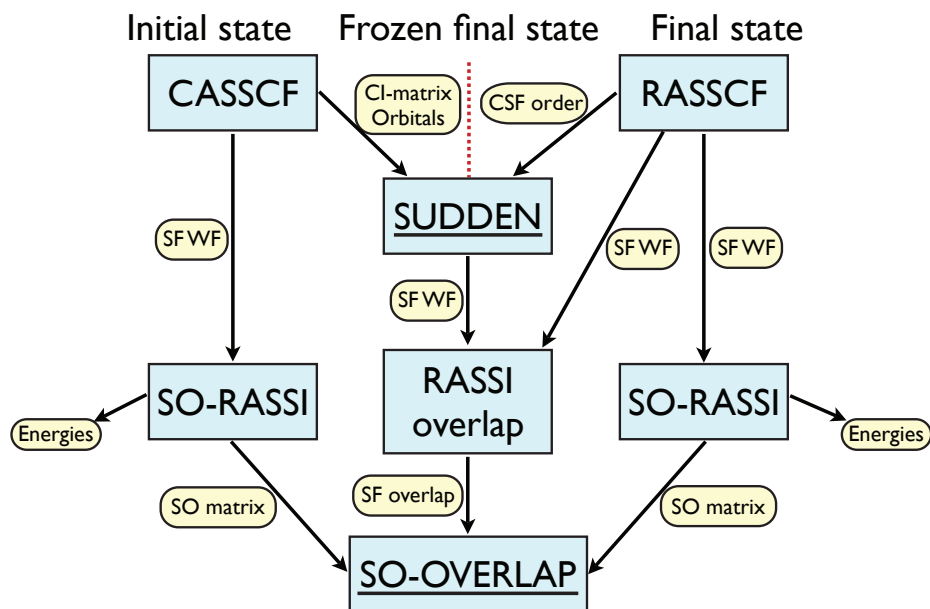 Initial state
Frozen final state
Final state
CASSCF
CI-matrix
Orbitals
CSF order
RASSCF
SUDDEN
SF WF
SF WF
SF WF
SF WF
SO-RASSI
RASSI
overlap
SO-RASSI
Energies
Energies
SO matrix
SF overlap
SO matrix
SO-OVERLAP